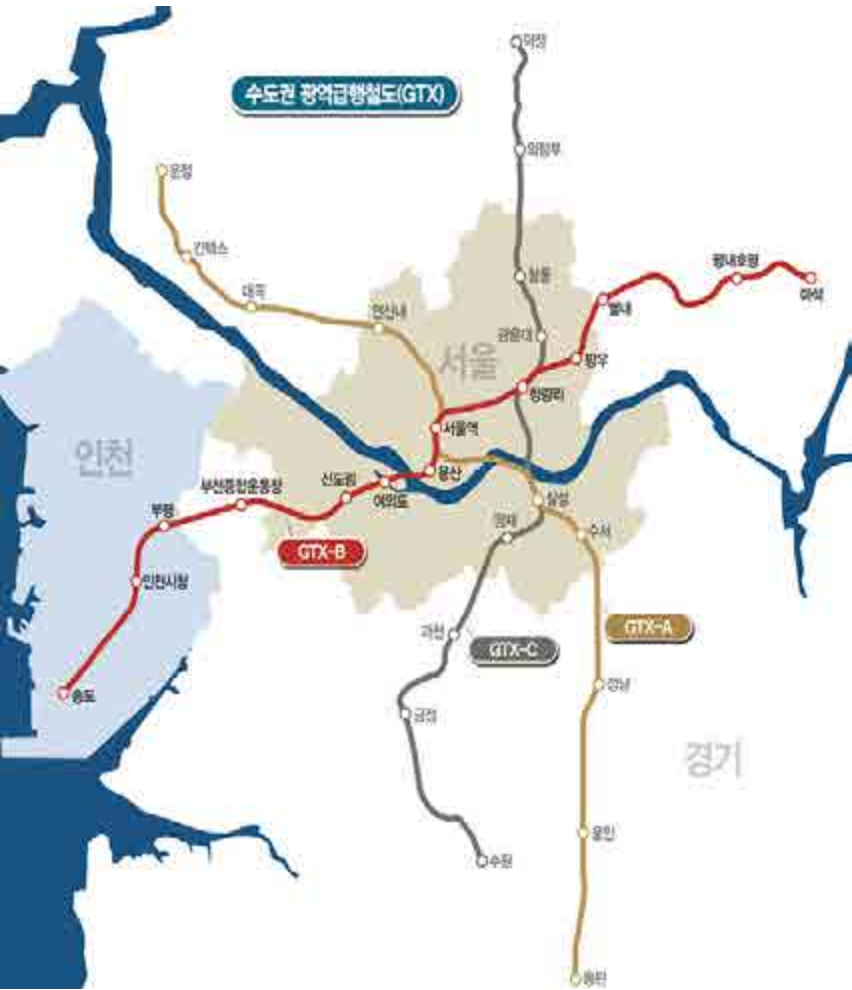 덕정
수도권 광역급행철도(GTX)
의정부
운정
킨텍스
평내호평
창동
마석
대곡
별내
연신내
광운대
망우
서울
청량리
서울역
인천
용산
신도림
부천종합운동장
여의도
삼성
부평
양재
수서
GTX-B
인천시청
GTX-A
과천
GTX-C
성남
송도
금정
경기
용인
수원
동탄